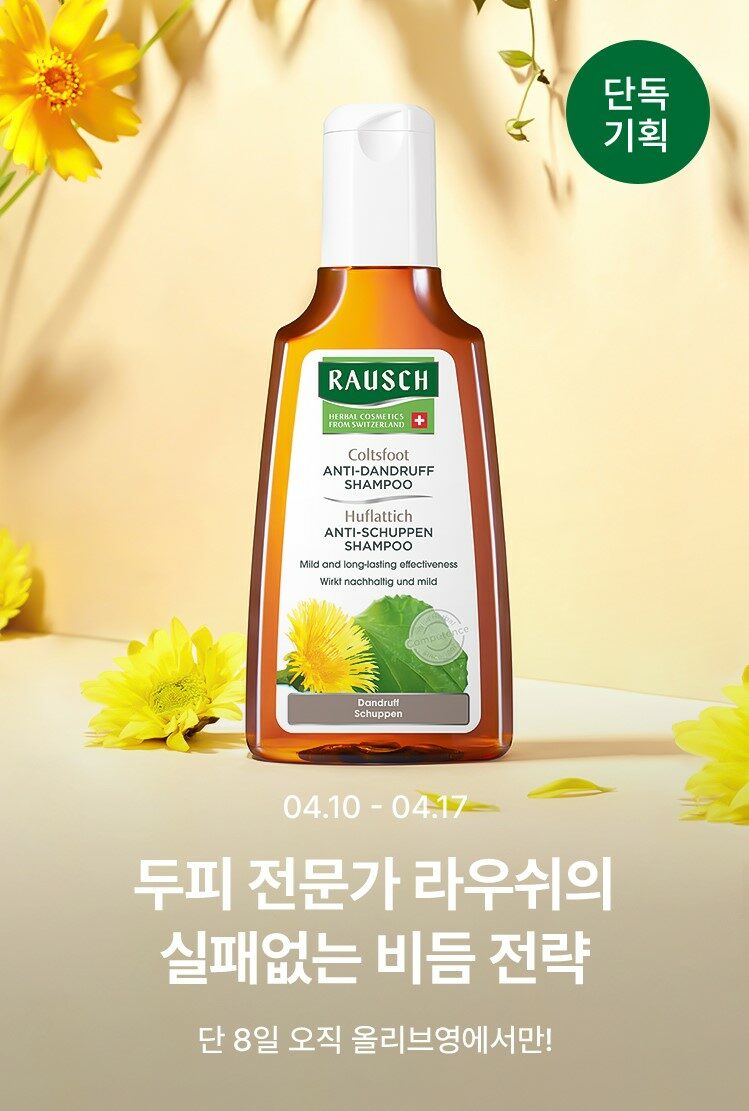 단독
기획
RAUSCH
HERBAL COSMETICS
FROM SWITZERLAND
Coltsfoot
ANTI-DANDRUFF
SHAMPOO
Huflattich
ANTI-SCHUPPEN
SHAMPOO
Mild and long-lasting effectiveness
Wirkt nachhaltig und mild
Competence
Dandruff
Schuppen
04.10 - 04.17
두피 전문가 라우쉬의
실패없는 비듬 전략
단 8일 오직 올리브영에서만!